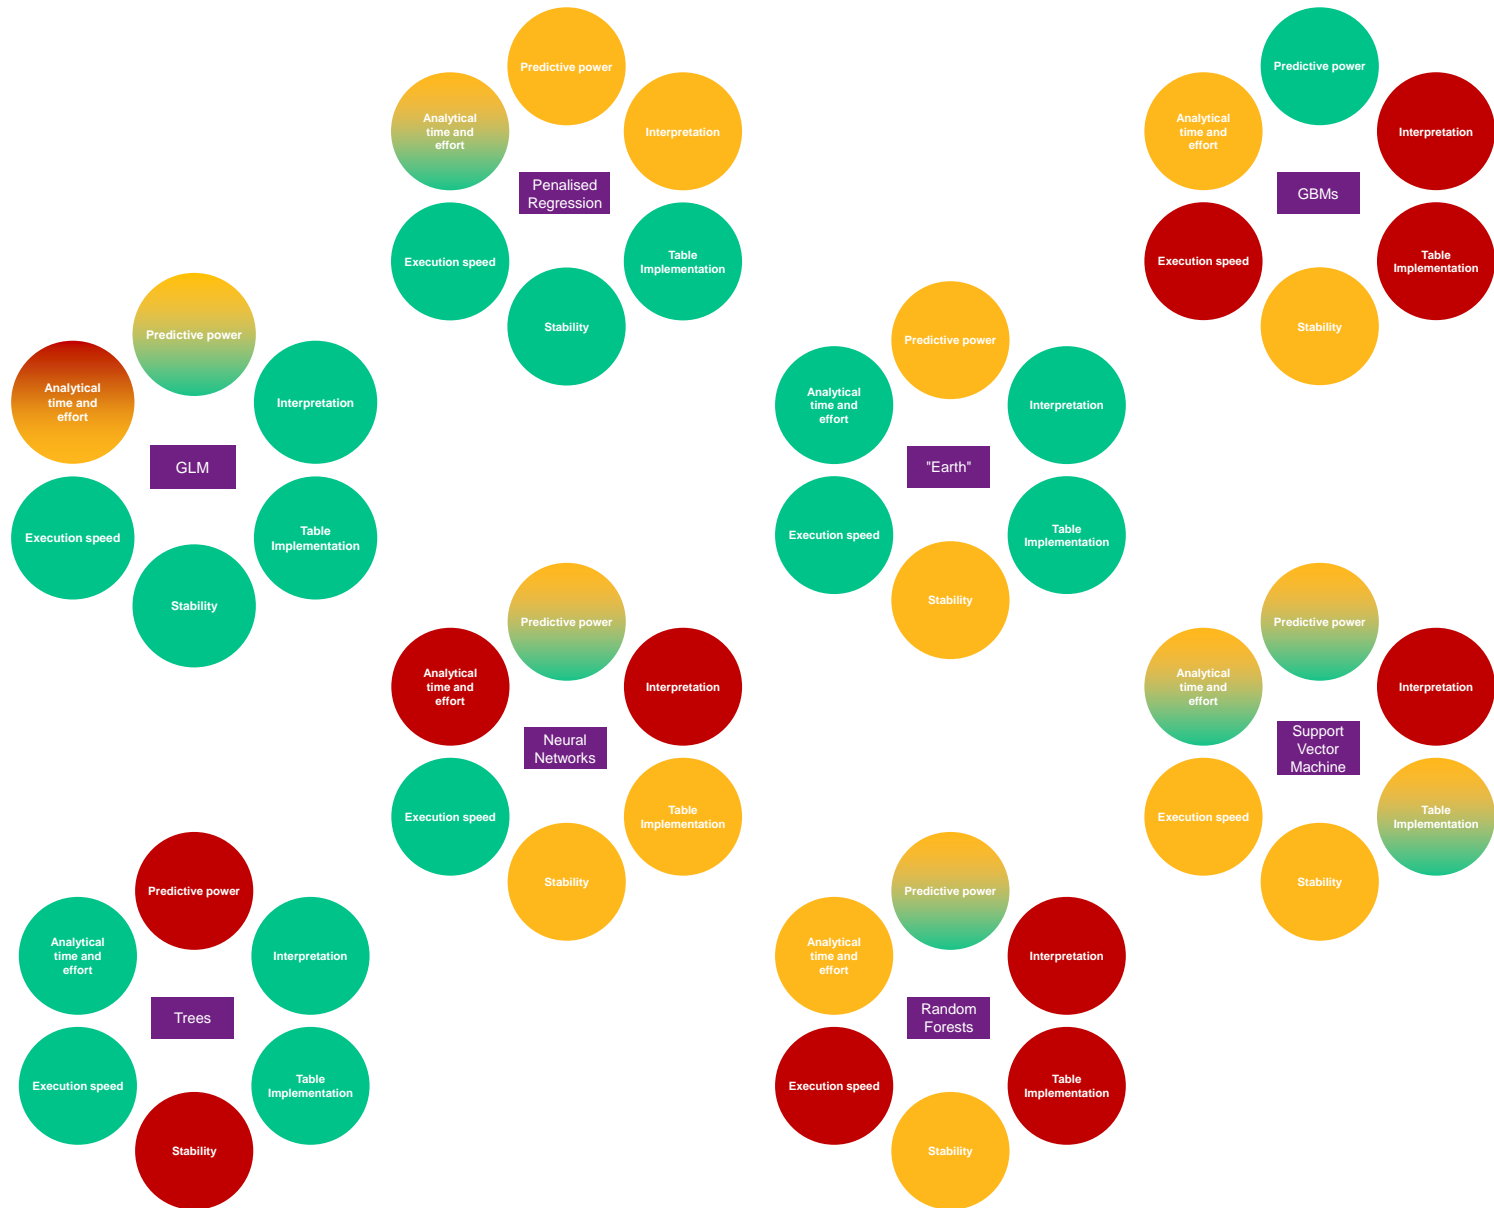 Predictive power
Analytical
time and
effort
Interpretation
Penalised
Regression
Execution speed
Table
Implementation
Stability
Predictive power
Analytical
time and
effort
Interpretation
GBMs
Execution speed
Table
Implementation
Stability
Predictive power
Analytical
time and
effort
Interpretation
GLM
Execution speed
Table
Implementation
Stability
Predictive power
Analytical
time and
effort
Interpretation
"Earth"
Execution speed
Table
Implementation
Stability
Predictive power
Analytical
time and
effort
Interpretation
Neural
Networks
Execution speed
Table
Implementation
Stability
Predictive power
Analytical
time and
effort
Interpretation
Support
Vector
Machine
Execution speed
Table
Implementation
Stability
Predictive power
Analytical
time and
effort
Interpretation
Trees
Execution speed
Table
Implementation
Stability
Predictive power
Analytical
time and
effort
Interpretation
Random
Forests
Execution speed
Table
Implementation
Stability